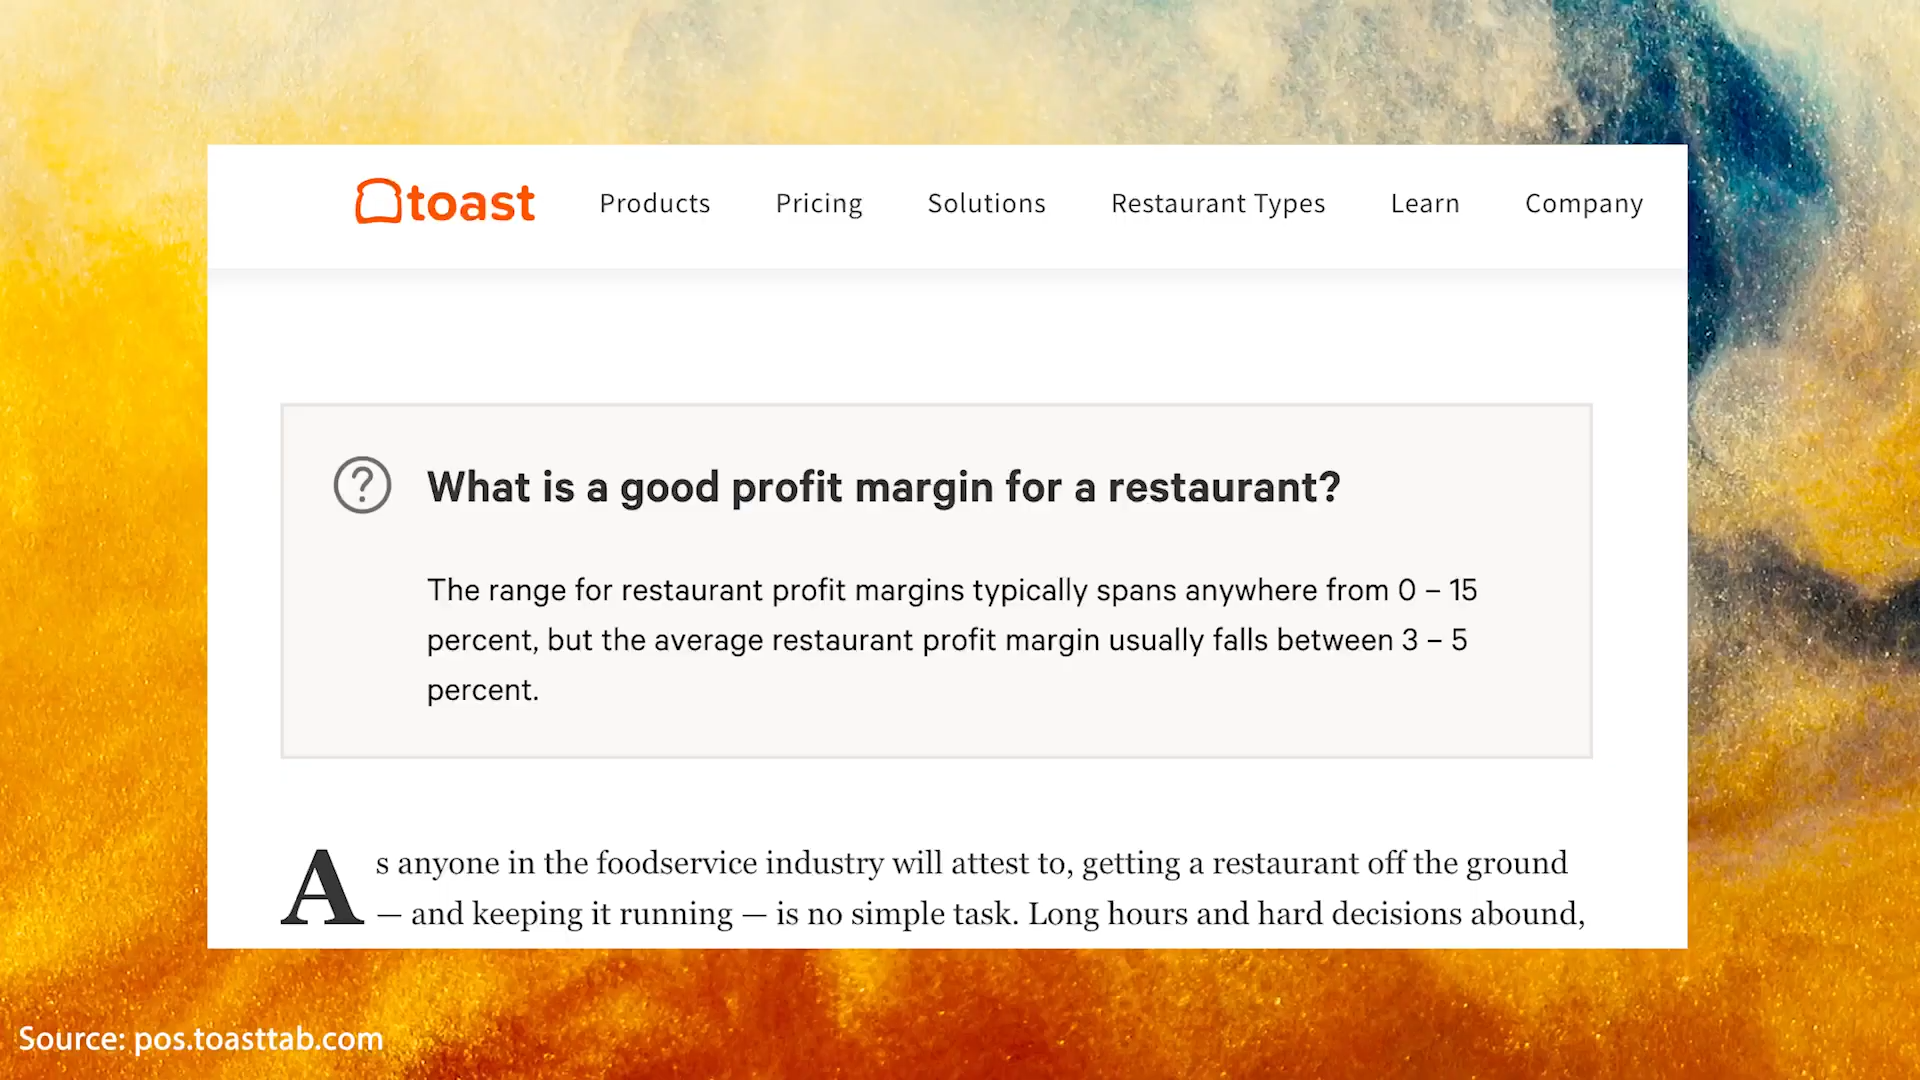 toast Products Pricing Solutions Restaurant Types Learn Company
What is a good profit margin for a restaurant?
The range for restaurant profit margins typically spans anywhere from 0 – 15
percent, but the average restaurant profit margin usually falls between 3 – 5
percent.
As anyone in the foodservice industry will attest to, getting a restaurant off the ground
— and keeping it running — is no simple task. Long hours and hard decisions abound,
Source: pos.toasttab.com